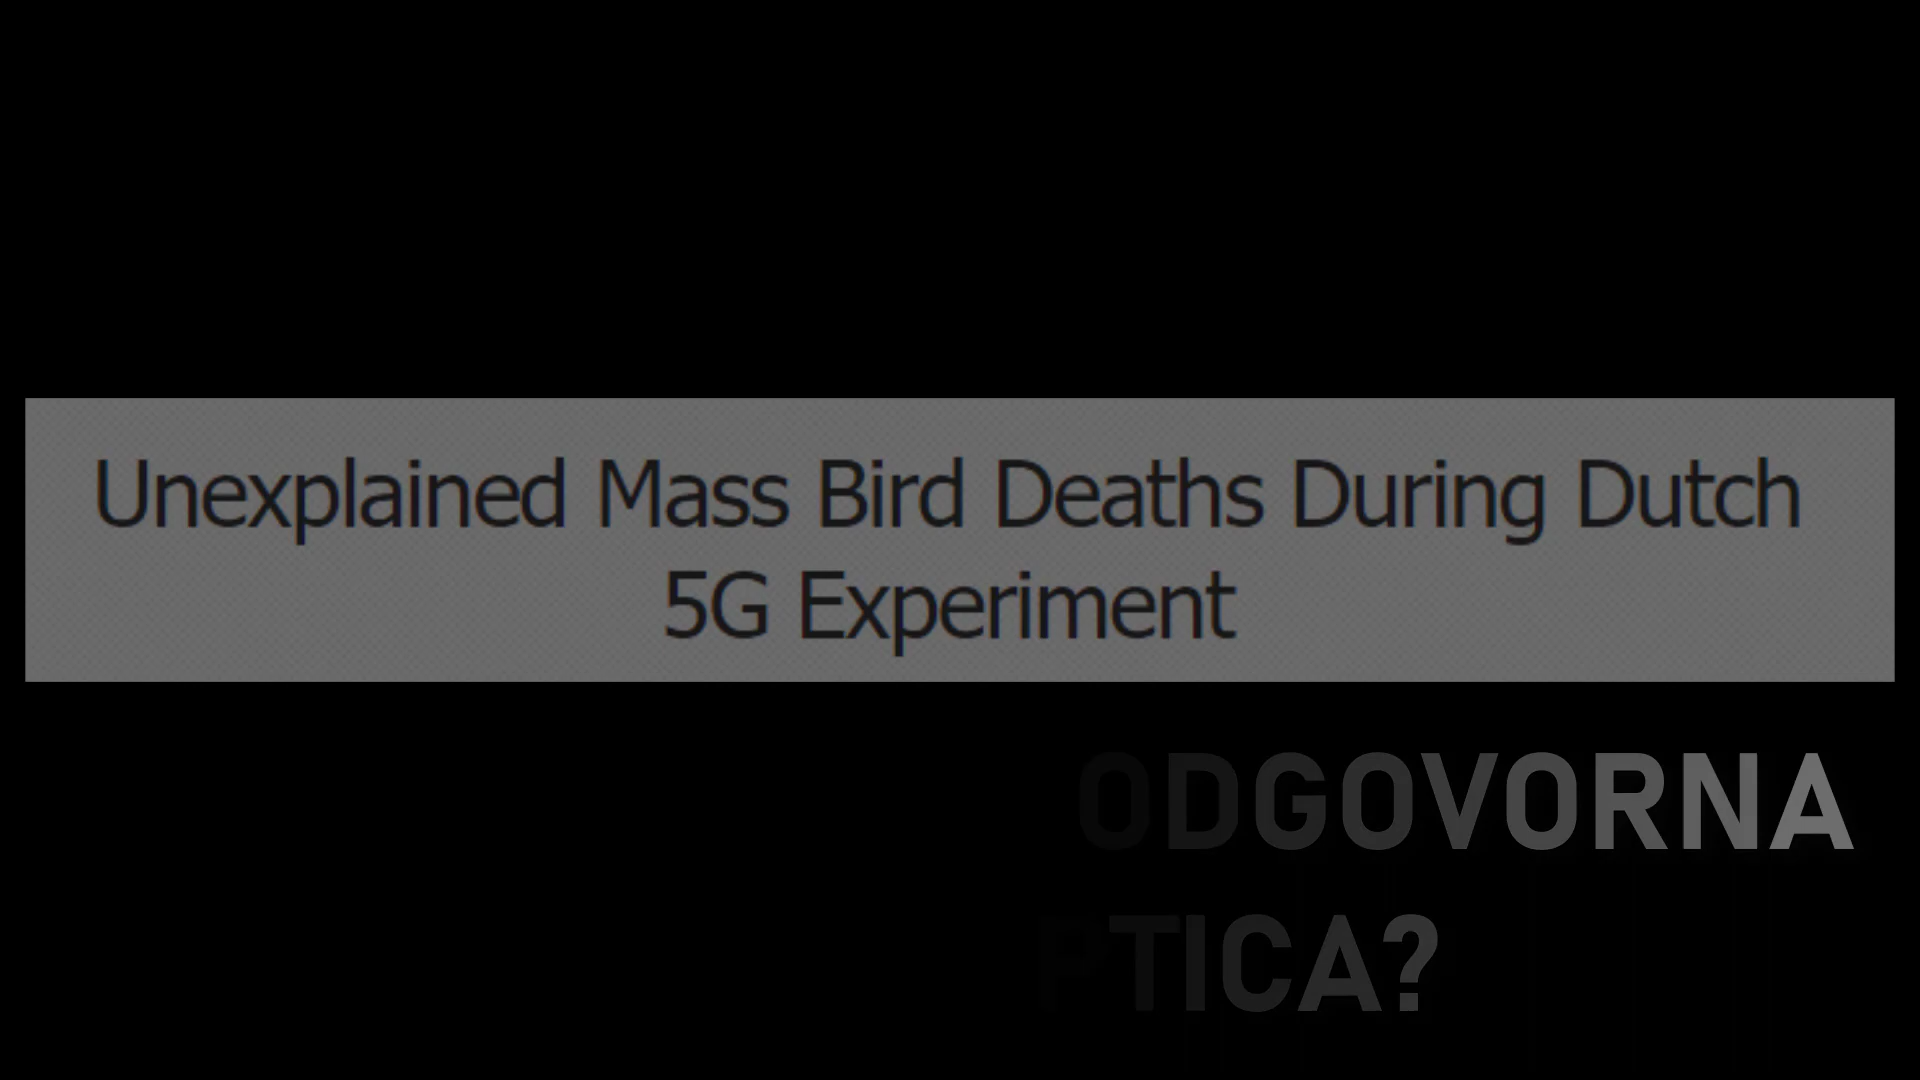 Unexplained Mass Bird Deaths During Dutch
5G Experiment
ODGOVORNA
PTICA?